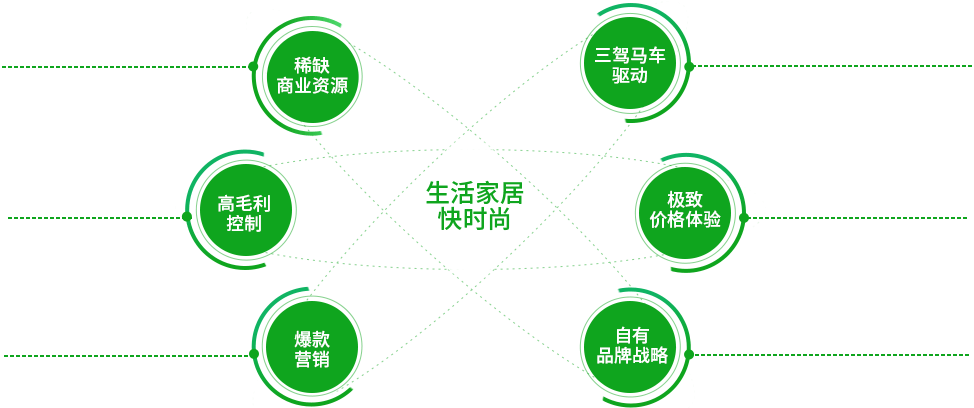 稀缺
商业资源
三驾马车
驱动
高毛利
控制
生活家居
快时尚
极致
价格体验
爆款
营销
自有
品牌战略